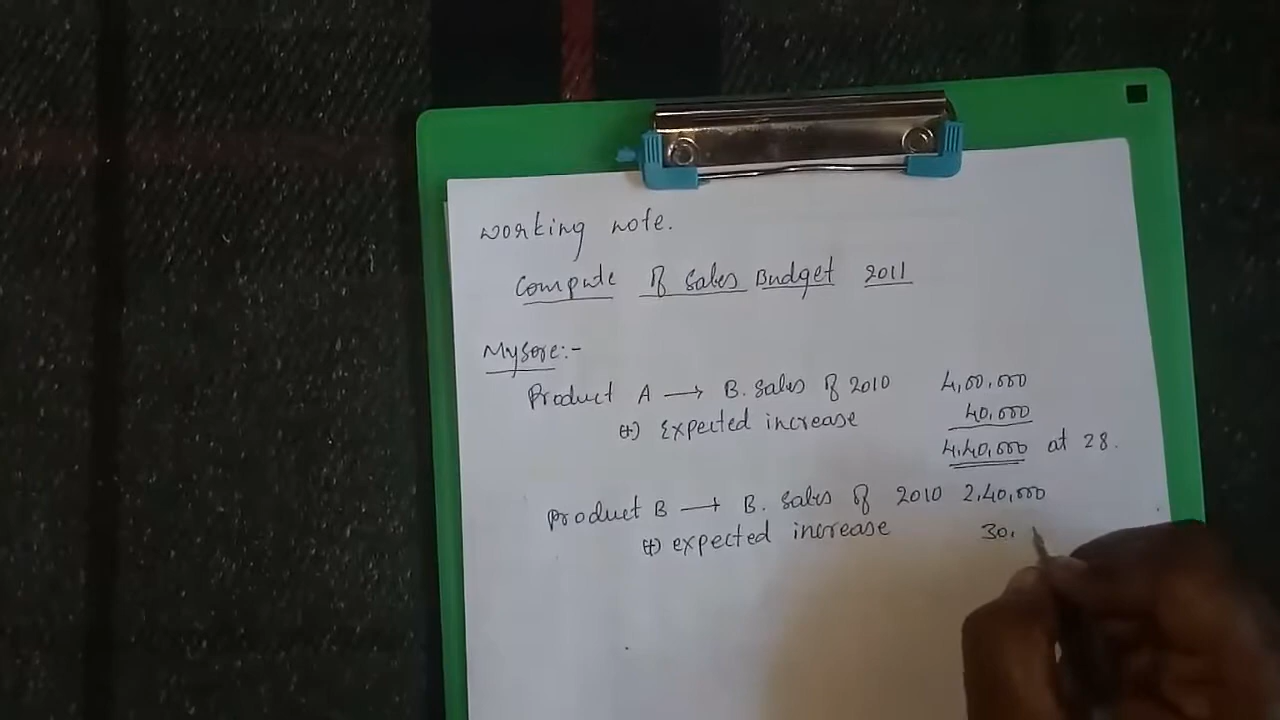 working note.
Compute of Sales Budget 2011
Mysore:-
Product A → B. Sales of 2010 4,00,000
(+) Expected increase 40,000
4,40,000 at 28.
Product B → B. Sales of 2010 2,40,000
(+) expected increase 30,